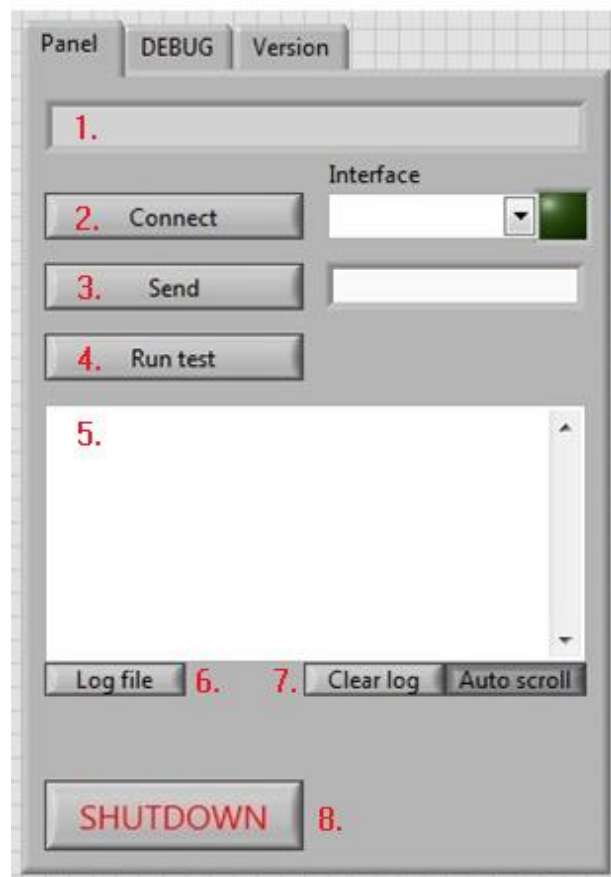 Panel DEBUG Version
1.
Interface
2. Connect
3. Send
4. Run test
5.
Log file 6. 7. Clear log Auto scroll
SHUTDOWN 8.